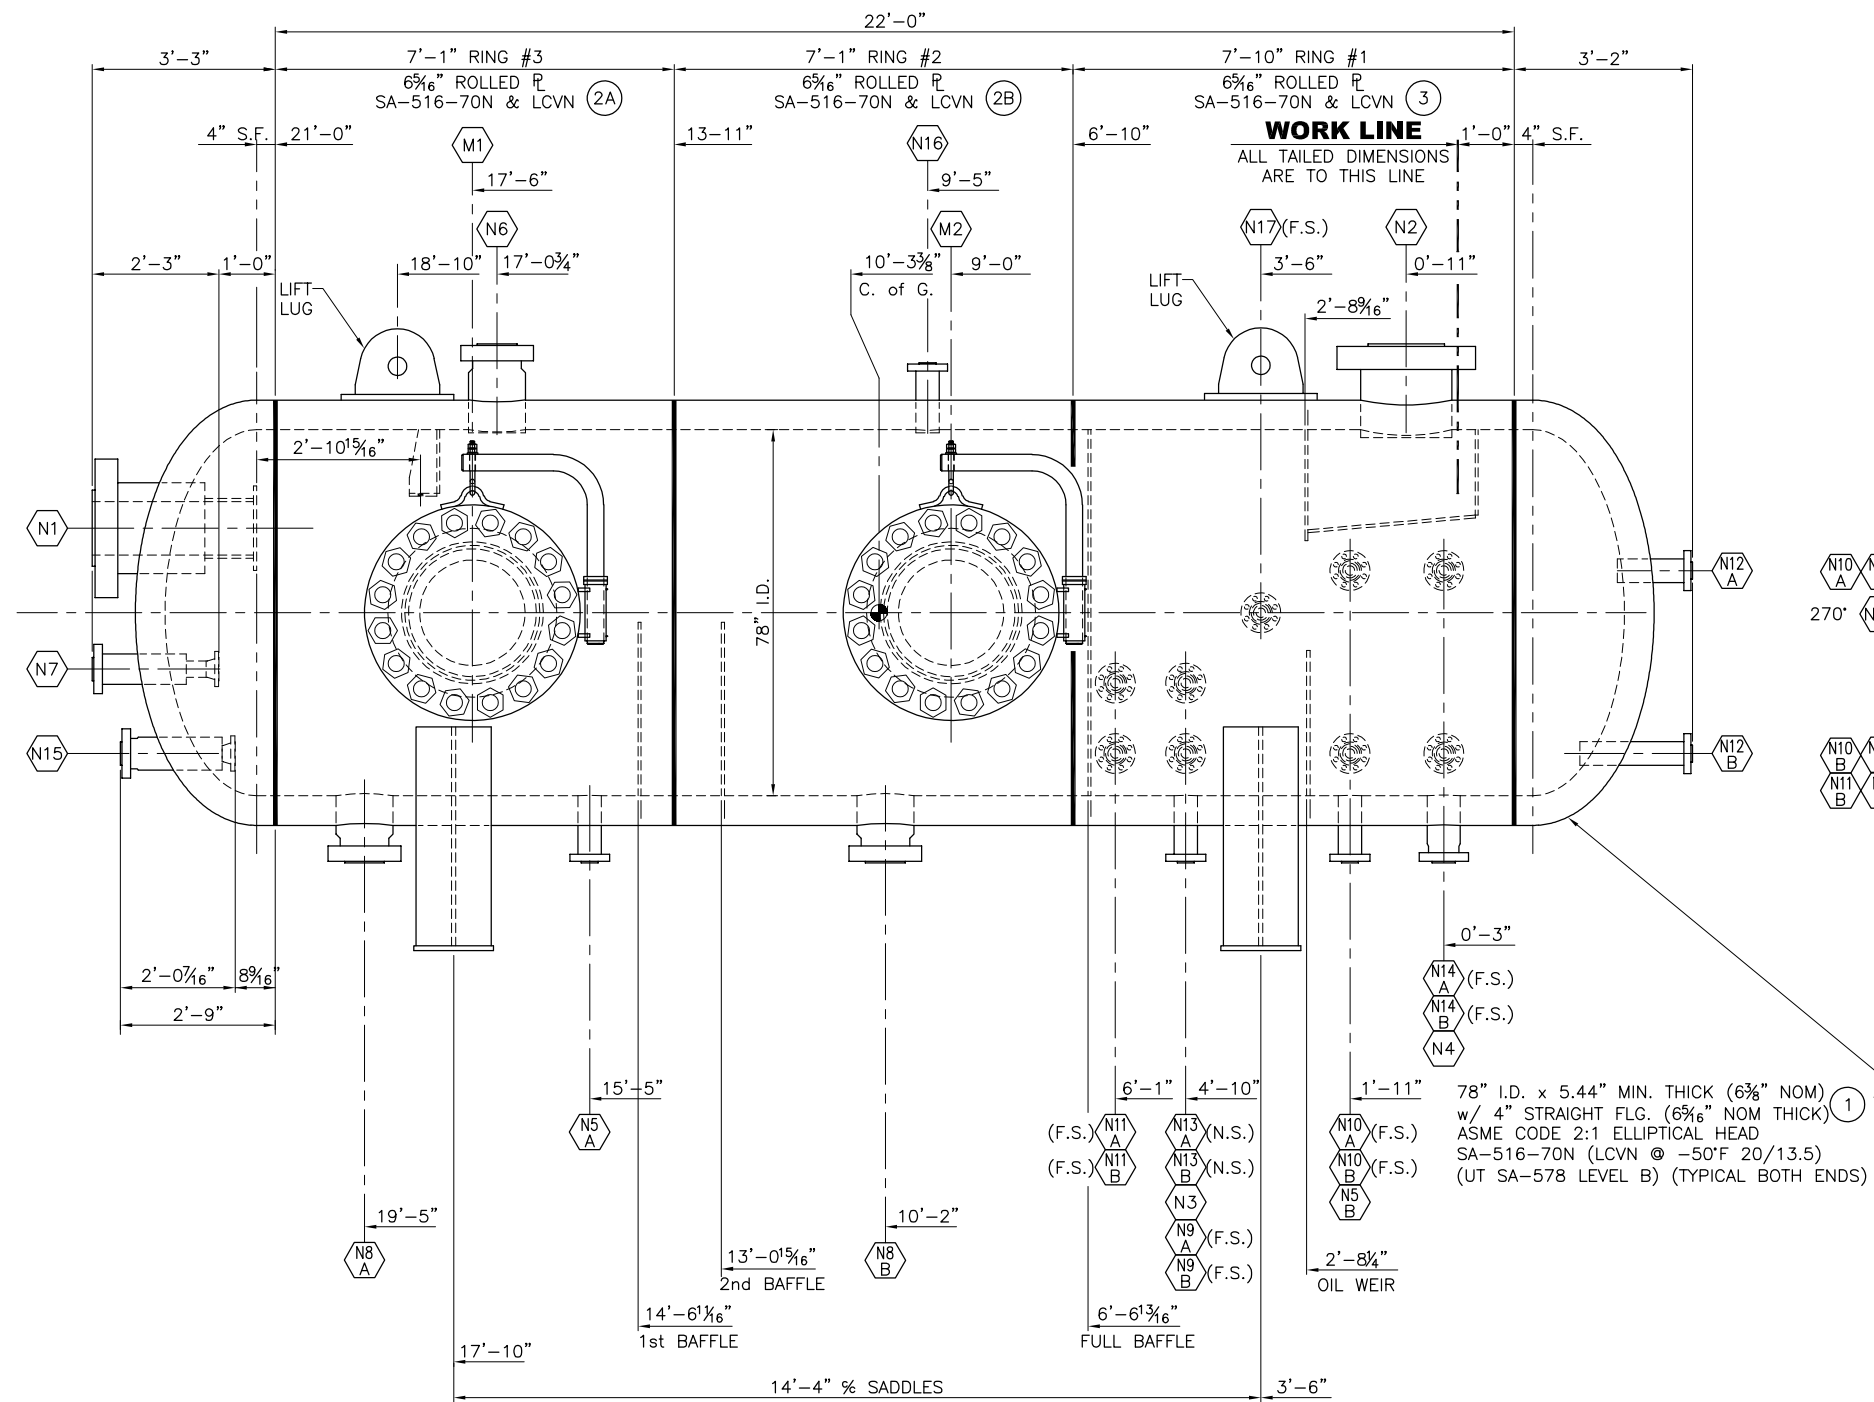 22'-0"
3'-3"
7'-1" RING #3
7'-1" RING #2
7'-10" RING #1
3'-2"
6 5/16" ROLLED PL
SA-516-70N & LCVN
2A
6 5/16" ROLLED PL
SA-516-70N & LCVN
2B
6 5/16" ROLLED PL
SA-516-70N & LCVN
3
4" S.F.
21'-0"
M1
13-11"
N16
6'-10"
WORK LINE
ALL TAILED DIMENSIONS
ARE TO THIS LINE
1'-0"
4" S.F.
17'-6"
9'-5"
N6
M2
N17 (F.S.)
N2
2'-3"
1'-0"
18'-10"
17'-0 3/4"
10'-3 3/8"
C. of G.
9'-0"
3'-6"
0'-11"
LIFT
LUG
LIFT
LUG
2'-8 9/16"
2'-10 15/16"
N1
78" I.D.
N12
A
N10
A
270°
N7
N15
N12
B
N10
B
N11
B
2'-0 7/16"
8 9/16"
2'-9"
0'-3"
N14
A
(F.S.)
N14
B
(F.S.)
N4
15'-5"
N5
A
6'-1"
(F.S.)
N11
A
(F.S.)
N11
B
4'-10"
N13
A
(N.S.)
N13
B
(N.S.)
N3
N9
A
(F.S.)
N9
B
(F.S.)
1'-11"
N10
A
(F.S.)
N10
B
(F.S.)
N5
B
78" I.D. x 5.44" MIN. THICK (6 3/8" NOM)
w/ 4" STRAIGHT FLG. (6 5/16" NOM THICK)
ASME CODE 2:1 ELLIPTICAL HEAD
SA-516-70N (LCVN @ -50°F 20/13.5)
(UT SA-578 LEVEL B) (TYPICAL BOTH ENDS)
1
19'-5"
N8
A
10'-2"
N8
B
13'-0 15/16"
2nd BAFFLE
2'-8 1/4"
OIL WEIR
14'-6 11/16"
1st BAFFLE
6'-6 13/16"
FULL BAFFLE
17'-10"
14'-4" ℅ SADDLES
3'-6"